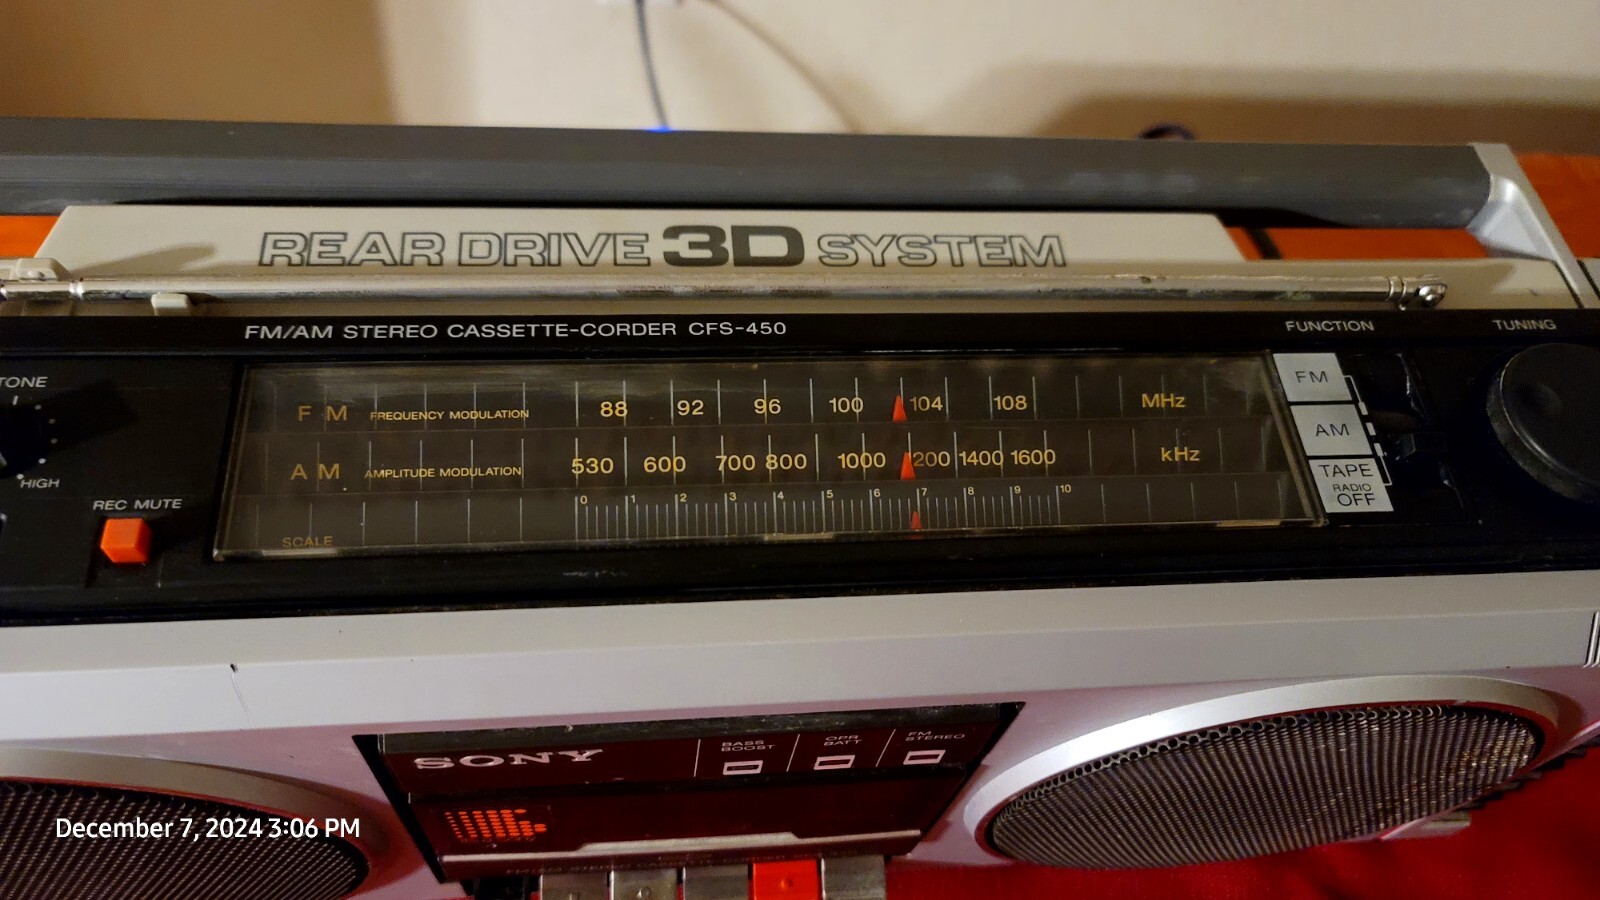 REAR DRIVE 3D SYSTEM
FM/AM STEREO CASSETTE-CORDER CFS-450
FUNCTION
TUNING
TONE
HIGH
REC MUTE
FM FREQUENCY MODULATION 88 92 96 100 104 108 MHz
AM AMPLITUDE MODULATION 530 600 700 800 1000 1200 1400 1600 kHz
0 1 2 3 4 5 6 7 8 9 10
SCALE
FM
AM
TAPE
RADIO
OFF
SONY
BASS
BOOST
OPR
BATT
FM
STEREO
December 7, 2024 3:06 PM